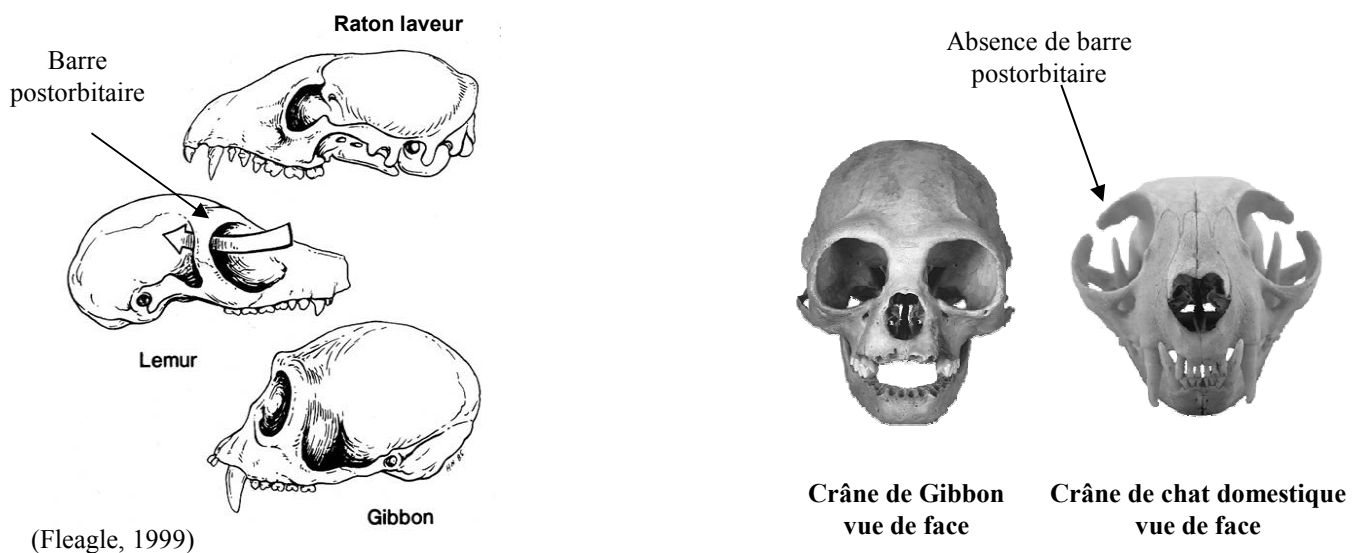 Raton laveur
Barre
postorbitaire
Lemur
Gibbon
(Fleagle, 1999)
Absence de barre
postorbitaire
Crâne de Gibbon
vue de face
Crâne de chat domestique
vue de face